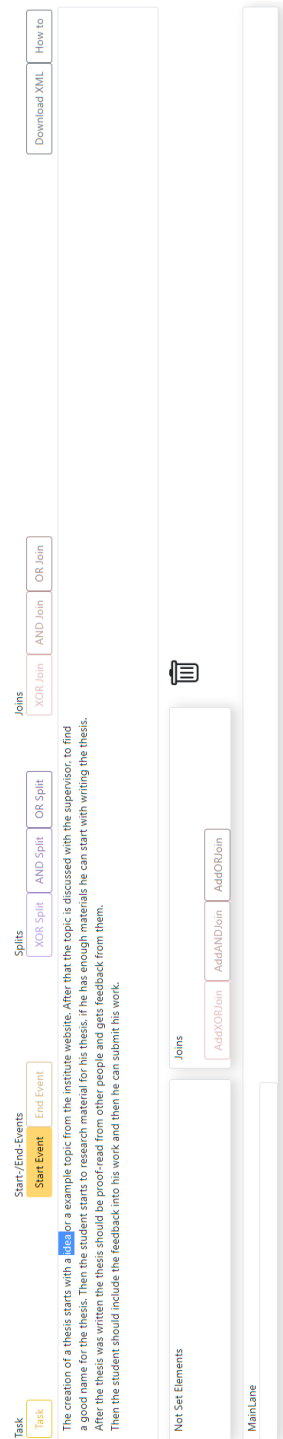 Task
Start-/End-Events
Splits
Joins
Task
Start Event
End Event
XOR Split
AND Split
OR Split
XOR Join
AND Join
OR Join
Download XML
How to
The creation of a thesis starts with a idea or a example topic from the institute website. After that the topic is discussed with the supervisor, to find
a good name for the thesis. Then the student starts to research material for his thesis, if he has enough materials he can start with writing the thesis.
After the thesis was written the thesis should be proof-read from other people and gets feedback from them.
Then the student should include the feedback into his work and then he can submit his work.
Not Set Elements
Joins
AddXORJoin
AddANDJoin
AddORJoin
MainLane